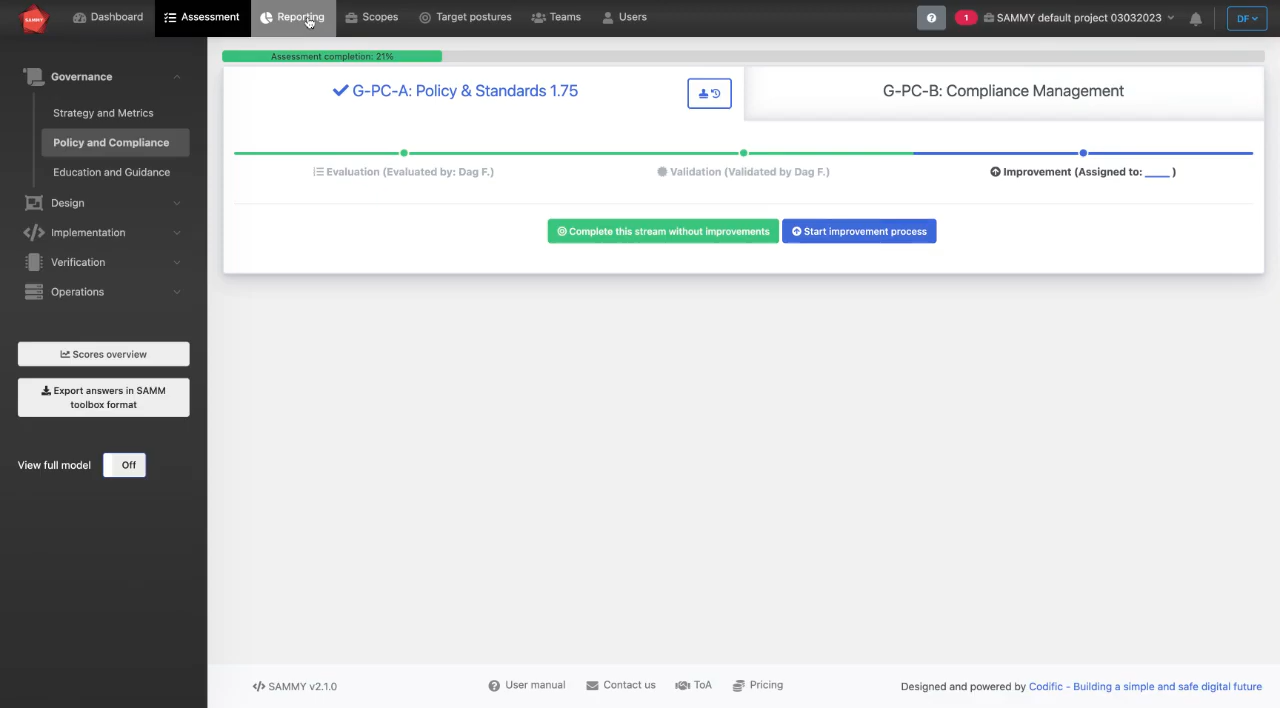 SAMMY
Dashboard
Assessment
Reporting
Scopes
Target postures
Teams
Users
?
1
SAMMY default project 03032023
DF
Assessment completion: 21%
Governance
Strategy and Metrics
Policy and Compliance
Education and Guidance
Design
Implementation
Verification
Operations
Scores overview
Export answers in SAMM
toolbox format
View full model
Off
G-PC-A: Policy & Standards 1.75
G-PC-B: Compliance Management
Evaluation (Evaluated by: Dag F.)
Validation (Validated by Dag F.)
Improvement (Assigned to: ____ )
Complete this stream without improvements
Start improvement process
SAMMY v2.1.0
User manual
Contact us
ToA
Pricing
Designed and powered by Codific - Building a simple and safe digital future